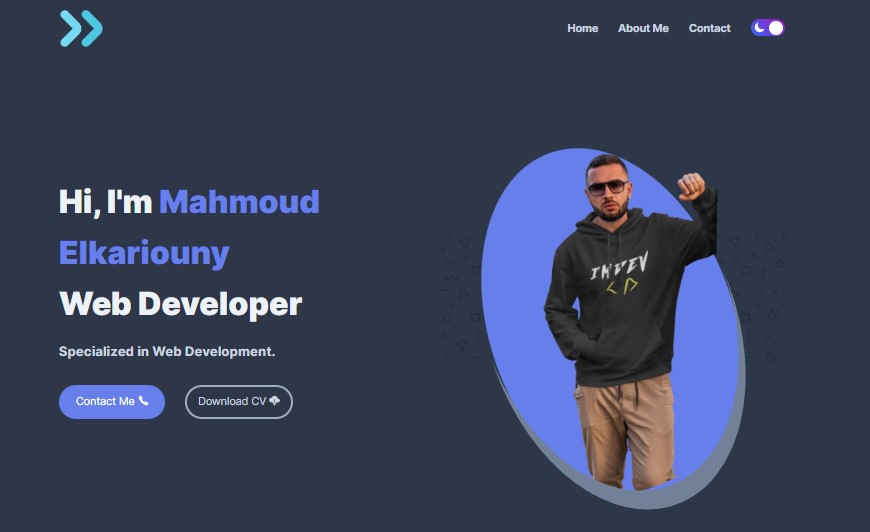 Home About Me Contact
Hi, I'm Mahmoud
Elkariouny
Web Developer
Specialized in Web Development.
Contact Me Download CV
I'M DEV
</>